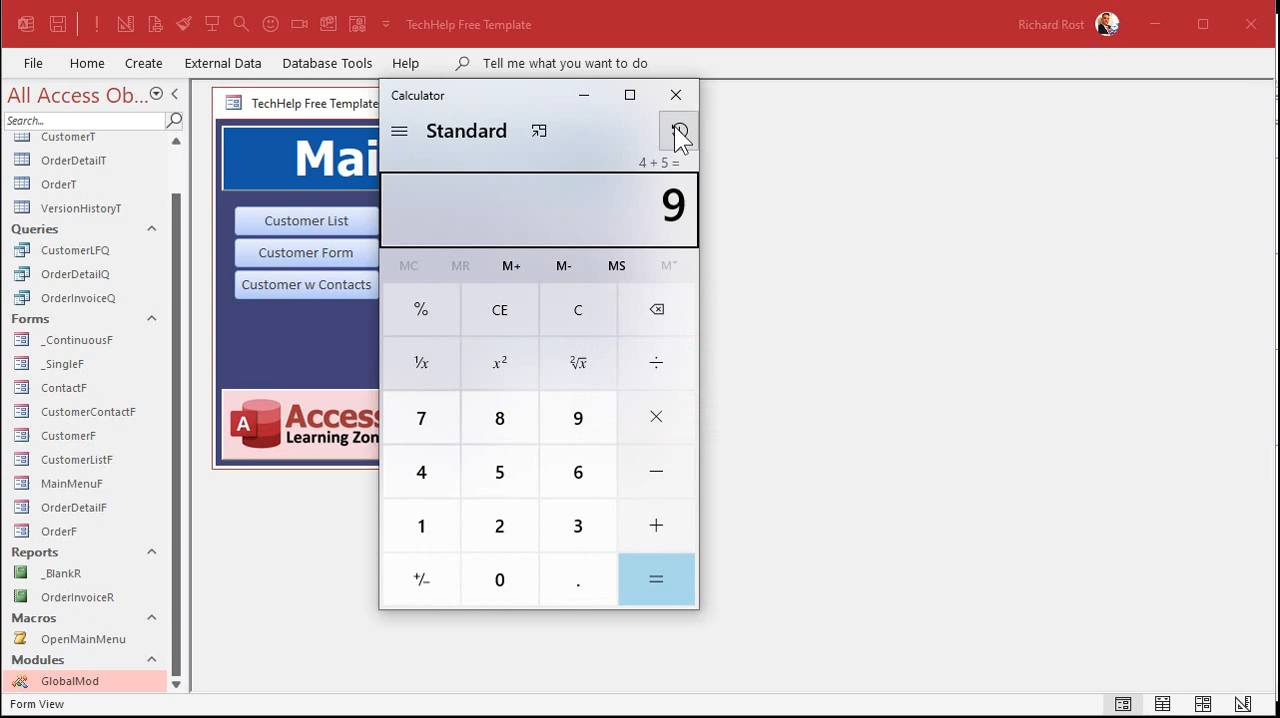 TechHelp Free Template
Richard Rost
File
Home
Create
External Data
Database Tools
Help
Tell me what you want to do
All Access Ob...
Search...
CustomerT
OrderDetailT
OrderT
VersionHistoryT
Queries
CustomerLFQ
OrderDetailQ
OrderInvoiceQ
Forms
_ContinuousF
_SingleF
ContactF
CustomerContactF
CustomerF
CustomerListF
MainMenuF
OrderDetailF
OrderF
Reports
_BlankR
OrderInvoiceR
Macros
OpenMainMenu
Modules
GlobalMod
Form View
TechHelp Free Template
Mai
Customer List
Customer Form
Customer w Contacts
A
Access
Learning Zon
Calculator
Standard
4 + 5 =
9
MC MR M+ M- MS M˅
% CE C
¹/x x² ²√x ÷
7 8 9 ×
4 5 6 −
1 2 3 +
+/− 0 . =